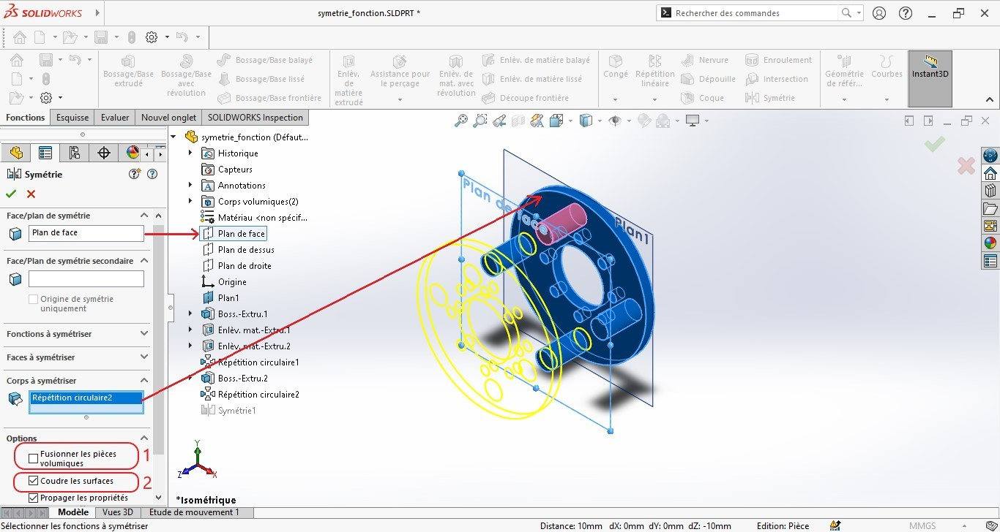 SOLIDWORKS
symetrie_fonction.SLDPRT *
Rechercher des commandes
Bossage/Base extrudé
Bossage/Base avec révolution
Bossage/Base balayé
Bossage/Base lissé
Bossage/Base frontière
Enlèv. de matière extrudé
Assistance pour le perçage
Enlèv. de mat. avec révolution
Enlèv. de matière balayé
Enlèv. de matière lissé
Découpe frontière
Congé
Répétition linéaire
Nervure
Dépouille
Coque
Enroulement
Intersection
Symétrie
Géométrie de référ...
Courbes
Instant3D
Fonctions
Esquisse
Evaluer
Nouvel onglet
SOLIDWORKS Inspection
Symétrie
Face/plan de symétrie
Plan de face
Face/Plan de symétrie secondaire
Origine de symétrie
uniquement
Fonctions à symétriser
Faces à symétriser
Corps à symétriser
Répétition circulaire2
Options
Fusionner les pièces
volumiques
1
Coudre les surfaces
2
Propager les propriétés
symetrie_fonction (Défaut...
Historique
Capteurs
Annotations
Corps volumiques(2)
Matériau <non spécif...
Plan de face
Plan de dessus
Plan de droite
Origine
Plan1
Boss.-Extru.1
Enlèv. mat.-Extru.1
Enlèv. mat.-Extru.2
Répétition circulaire1
Boss.-Extru.2
Répétition circulaire2
Symétrie1
Plan de face
Plan1
Y
Z
X
*Isométrique
Modèle
Vues 3D
Etude de mouvement 1
Sélectionner les fonctions à symétriser
Distance: 10mm dX: 0mm dY: 0mm dZ: -10mm
Edition: Pièce
MMGS